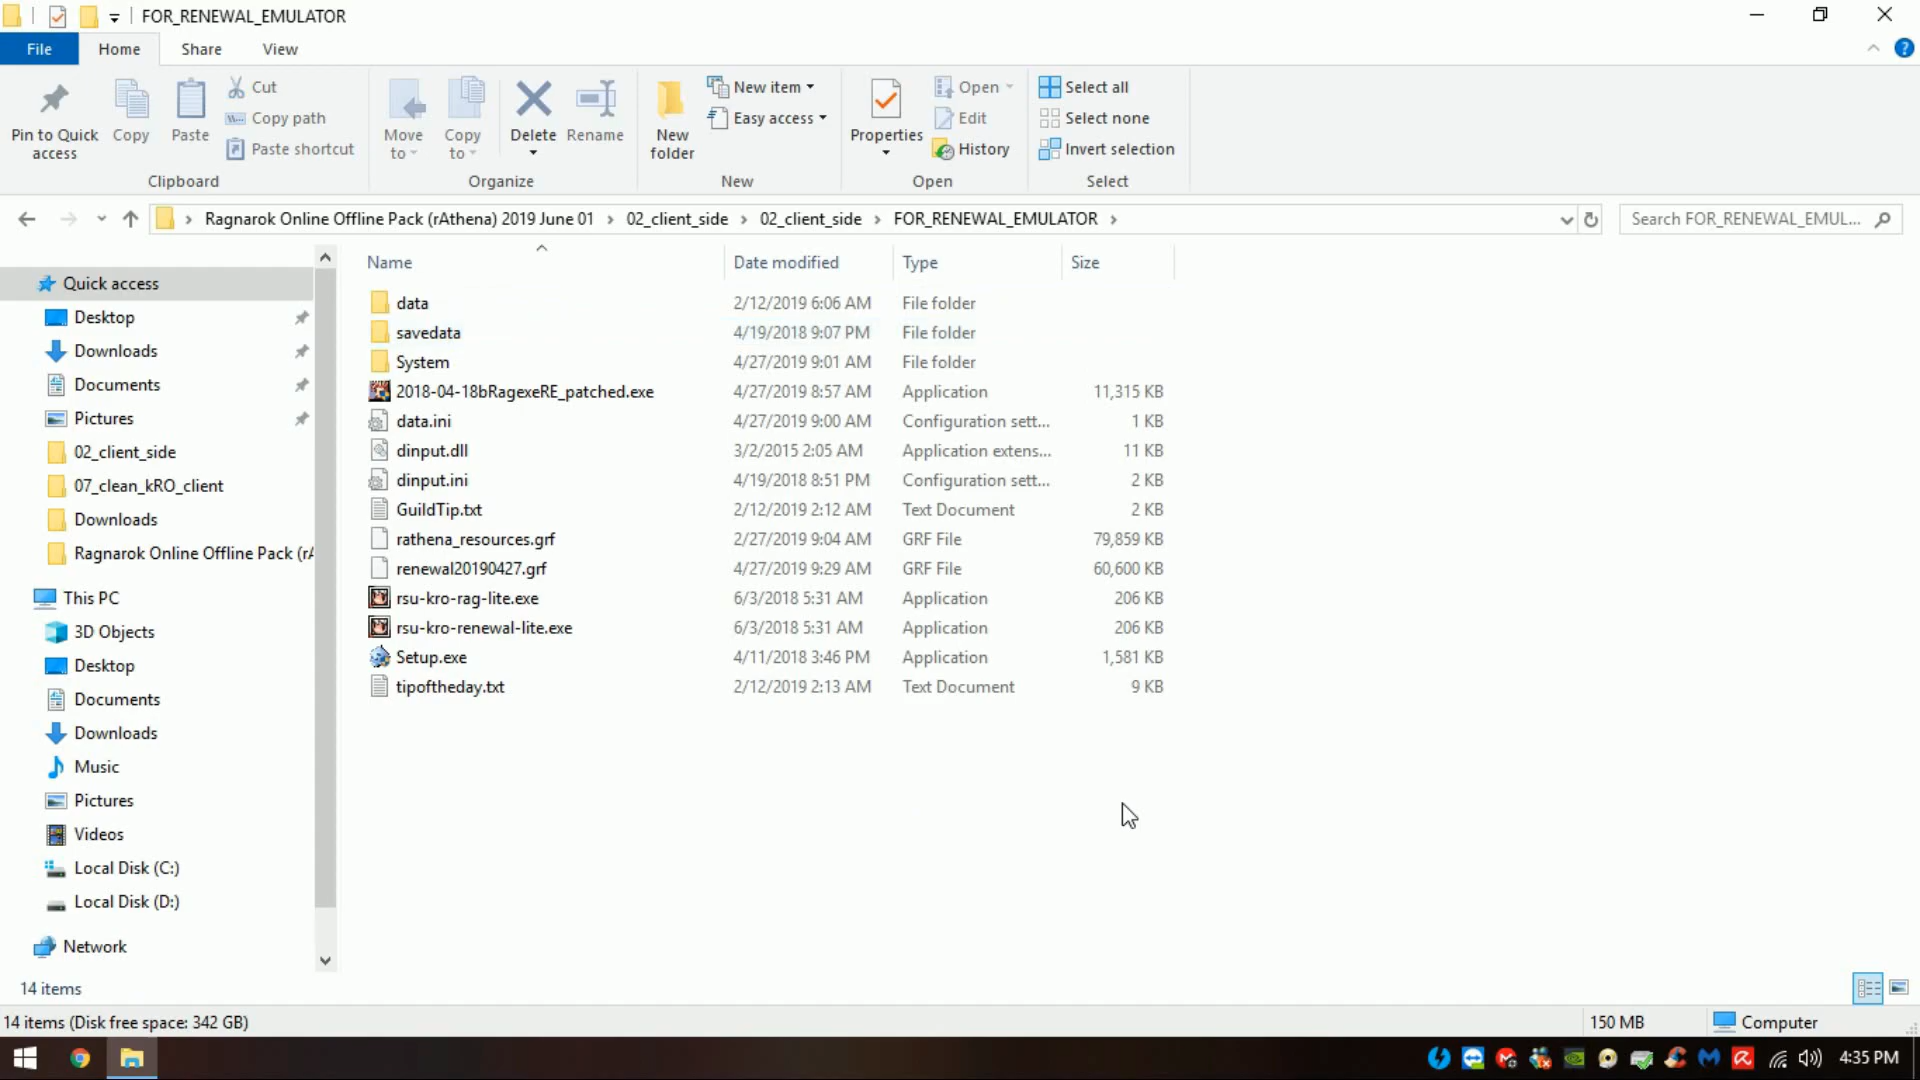 FOR_RENEWAL_EMULATOR
File Home Share View
Pin to Quick access
Copy
Paste
Cut
Copy path
Paste shortcut
Clipboard
Move to
Copy to
Delete
Rename
Organize
New folder
New item
Easy access
New
Properties
Open
Edit
History
Open
Select all
Select none
Invert selection
Select
Ragnarok Online Offline Pack (rAthena) 2019 June 01 › 02_client_side › 02_client_side › FOR_RENEWAL_EMULATOR ›
Search FOR_RENEWAL_EMUL...
Quick access
Desktop
Downloads
Documents
Pictures
02_client_side
07_clean_kRO_client
Downloads
Ragnarok Online Offline Pack (rA
This PC
3D Objects
Desktop
Documents
Downloads
Music
Pictures
Videos
Local Disk (C:)
Local Disk (D:)
Network
Name Date modified Type Size
data 2/12/2019 6:06 AM File folder
savedata 4/19/2018 9:07 PM File folder
System 4/27/2019 9:01 AM File folder
2018-04-18bRagexeRE_patched.exe 4/27/2019 8:57 AM Application 11,315 KB
data.ini 4/27/2019 9:00 AM Configuration sett... 1 KB
dinput.dll 3/2/2015 2:05 AM Application extens... 11 KB
dinput.ini 4/19/2018 8:51 PM Configuration sett... 2 KB
GuildTip.txt 2/12/2019 2:12 AM Text Document 2 KB
rathena_resources.grf 2/27/2019 9:04 AM GRF File 79,859 KB
renewal20190427.grf 4/27/2019 9:29 AM GRF File 60,600 KB
rsu-kro-rag-lite.exe 6/3/2018 5:31 AM Application 206 KB
rsu-kro-renewal-lite.exe 6/3/2018 5:31 AM Application 206 KB
Setup.exe 4/11/2018 3:46 PM Application 1,581 KB
tipoftheday.txt 2/12/2019 2:13 AM Text Document 9 KB
14 items
14 items (Disk free space: 342 GB) 150 MB Computer
4:35 PM